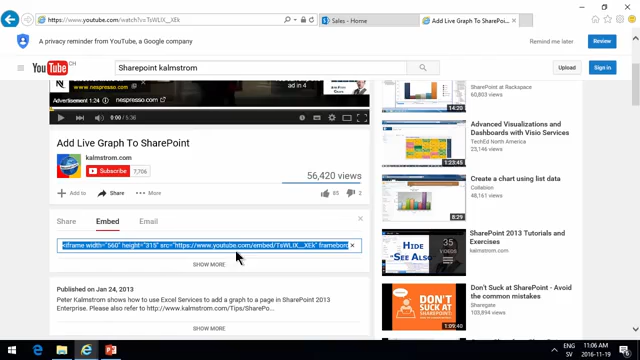 https://www.youtube.com/watch?v=TsWLIX__XEk
Sales - Home
Add Live Graph To SharePoi...
A privacy reminder from YouTube, a Google company
Remind me later
Review
YouTube
CH
Sharepoint kalmstrom
Upload
Sign in
www.nespresso.com
Advertisement 1:24
nespresso.com
ad in 4
0:00 / 5:36
Add Live Graph To SharePoint
kalmstrom.com
Subscribe
7,706
56,420 views
Add to
Share
More
85
2
Share
Embed
Email
<iframe width="560" height="315" src="https://www.youtube.com/embed/TsWLIX__XEk" framebord
SHOW MORE
Published on Jan 24, 2013
Peter Kalmstrom shows how to use Excel Services to add a graph to a page in SharePoint 2013
Enterprise. Please also refer to http://www.kalmstrom.com/Tips/SharePo...
SHOW MORE
SharePoint at Rackspace
60,803 views
14:20
Advanced Visualizations and
Dashboards with Visio Services
TechEd North America
23,146 views
1:23:45
Create a chart using list data
Collation
48,161 views
8:29
HIDE
"See Also
35
VIDEOS
SharePoint 2013 Tutorials and
Exercises
kalmstrom.com
DON'T
SUCK AT
SHAREPOINT
1:09:40
Don't Suck at SharePoint - Avoid
the common mistakes
Sharegate
103,894 views
ENG
SV
11:06 AM
2016-11-19